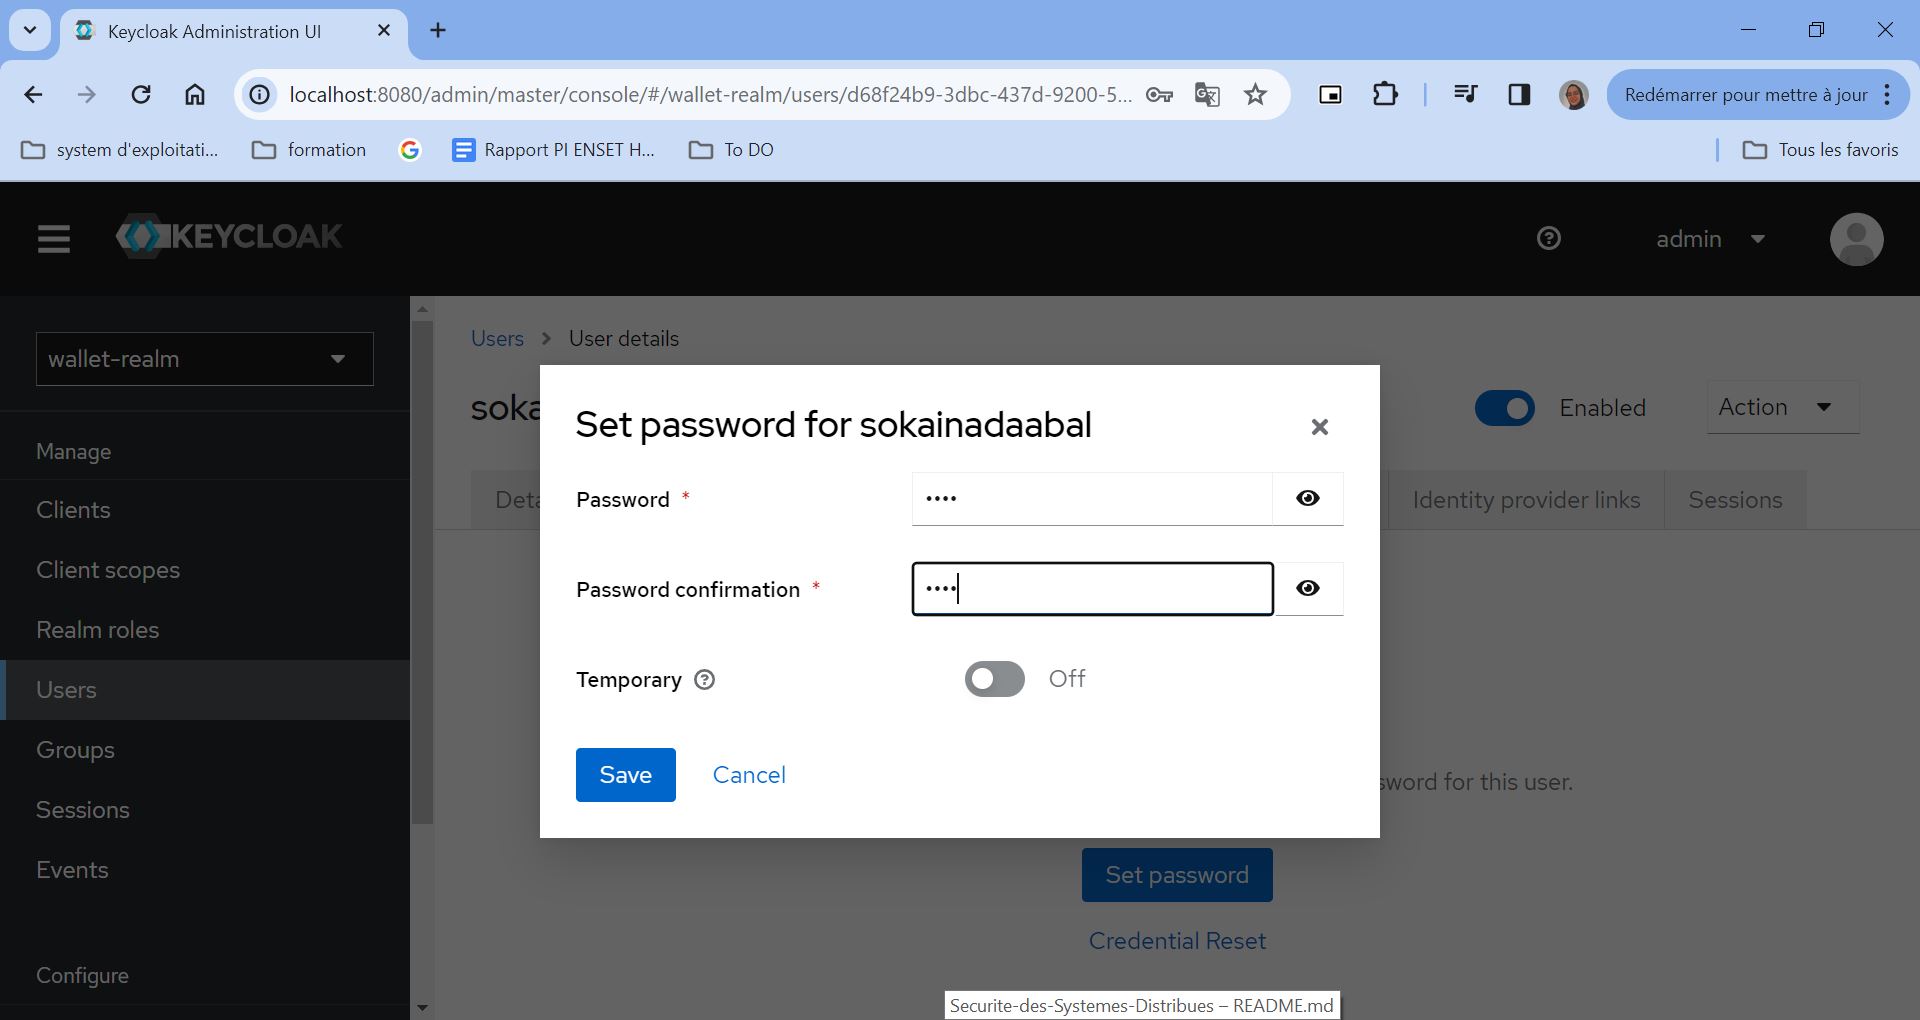 Keycloak Administration UI
localhost:8080/admin/master/console/#/wallet-realm/users/d68f24b9-3dbc-437d-9200-5...
Redémarrer pour mettre à jour
system d'exploitati...
formation
Rapport PI ENSET H...
To DO
Tous les favoris
KEYCLOAK
admin
wallet-realm
Manage
Clients
Client scopes
Realm roles
Users
Groups
Sessions
Events
Configure
Users > User details
soka
Enabled
Action
Deta
Identity provider links
Sessions
Set password for sokainadaabal
Password *
••••
Password confirmation *
••••
Temporary
Off
Save
Cancel
sword for this user.
Set password
Credential Reset
Securite-des-Systemes-Distribues – README.md